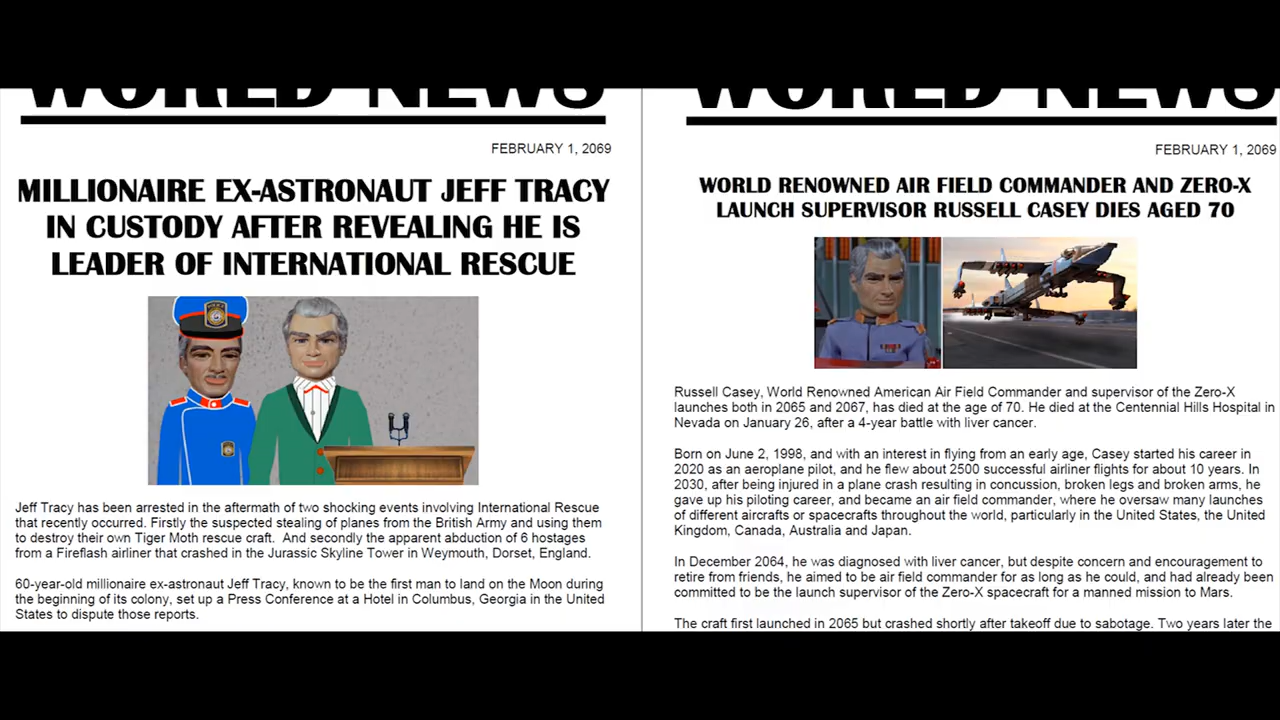 WORLD NEWS
FEBRUARY 1, 2069
MILLIONAIRE EX-ASTRONAUT JEFF TRACY
IN CUSTODY AFTER REVEALING HE IS
LEADER OF INTERNATIONAL RESCUE
Jeff Tracy has been arrested in the aftermath of two shocking events involving International Rescue
that recently occurred. Firstly the suspected stealing of planes from the British Army and using them
to destroy their own Tiger Moth rescue craft.  And secondly the apparent abduction of 6 hostages
from a Fireflash airliner that crashed in the Jurassic Skyline Tower in Weymouth, Dorset, England.
60-year-old millionaire ex-astronaut Jeff Tracy, known to be the first man to land on the Moon during
the beginning of its colony, set up a Press Conference at a Hotel in Columbus, Georgia in the United
States to dispute those reports.
WORLD NEWS
FEBRUARY 1, 2069
WORLD RENOWNED AIR FIELD COMMANDER AND ZERO-X
LAUNCH SUPERVISOR RUSSELL CASEY DIES AGED 70
Russell Casey, World Renowned American Air Field Commander and supervisor of the Zero-X
launches both in 2065 and 2067, has died at the age of 70. He died at the Centennial Hills Hospital in
Nevada on January 26, after a 4-year battle with liver cancer.
Born on June 2, 1998, and with an interest in flying from an early age, Casey started his career in
2020 as an aeroplane pilot, and he flew about 2500 successful airliner flights for about 10 years. In
2030, after being injured in a plane crash resulting in concussion, broken legs and broken arms, he
gave up his piloting career, and became an air field commander, where he oversaw many launches
of different aircrafts or spacecrafts throughout the world, particularly in the United States, the United
Kingdom, Canada, Australia and Japan.
In December 2064, he was diagnosed with liver cancer, but despite concern and encouragement to
retire from friends, he aimed to be air field commander for as long as he could, and had already been
committed to be the launch supervisor of the Zero-X spacecraft for a manned mission to Mars.
The craft first launched in 2065 but crashed shortly after takeoff due to sabotage. Two years later the